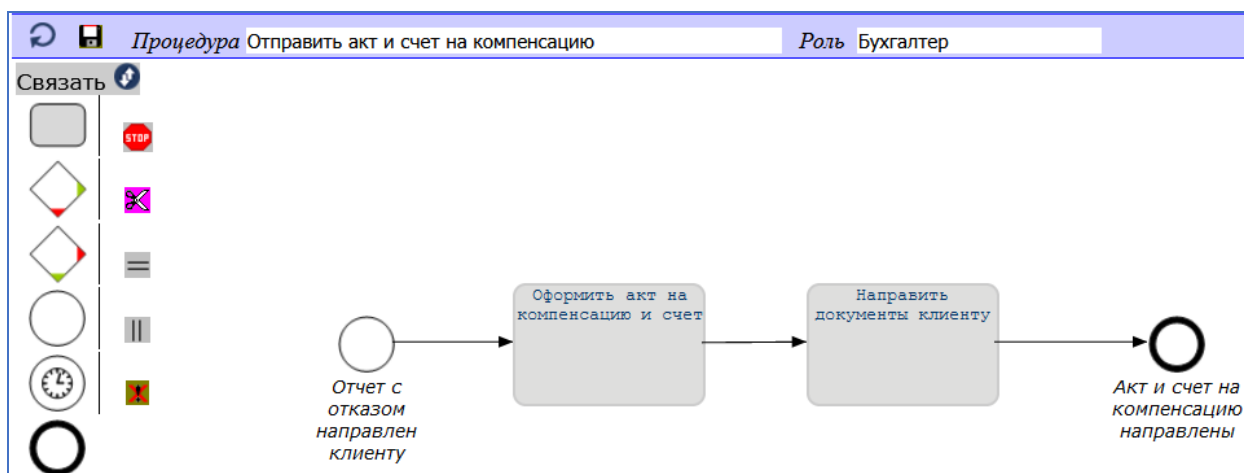 Процедура Отправить акт и счет на компенсацию Роль Бухгалтер
Связать
STOP
Оформить акт на
компенсацию и счет
Направить
документы клиенту
Отчет с
отказом
направлен
клиенту
Акт и счет на
компенсацию
направлены